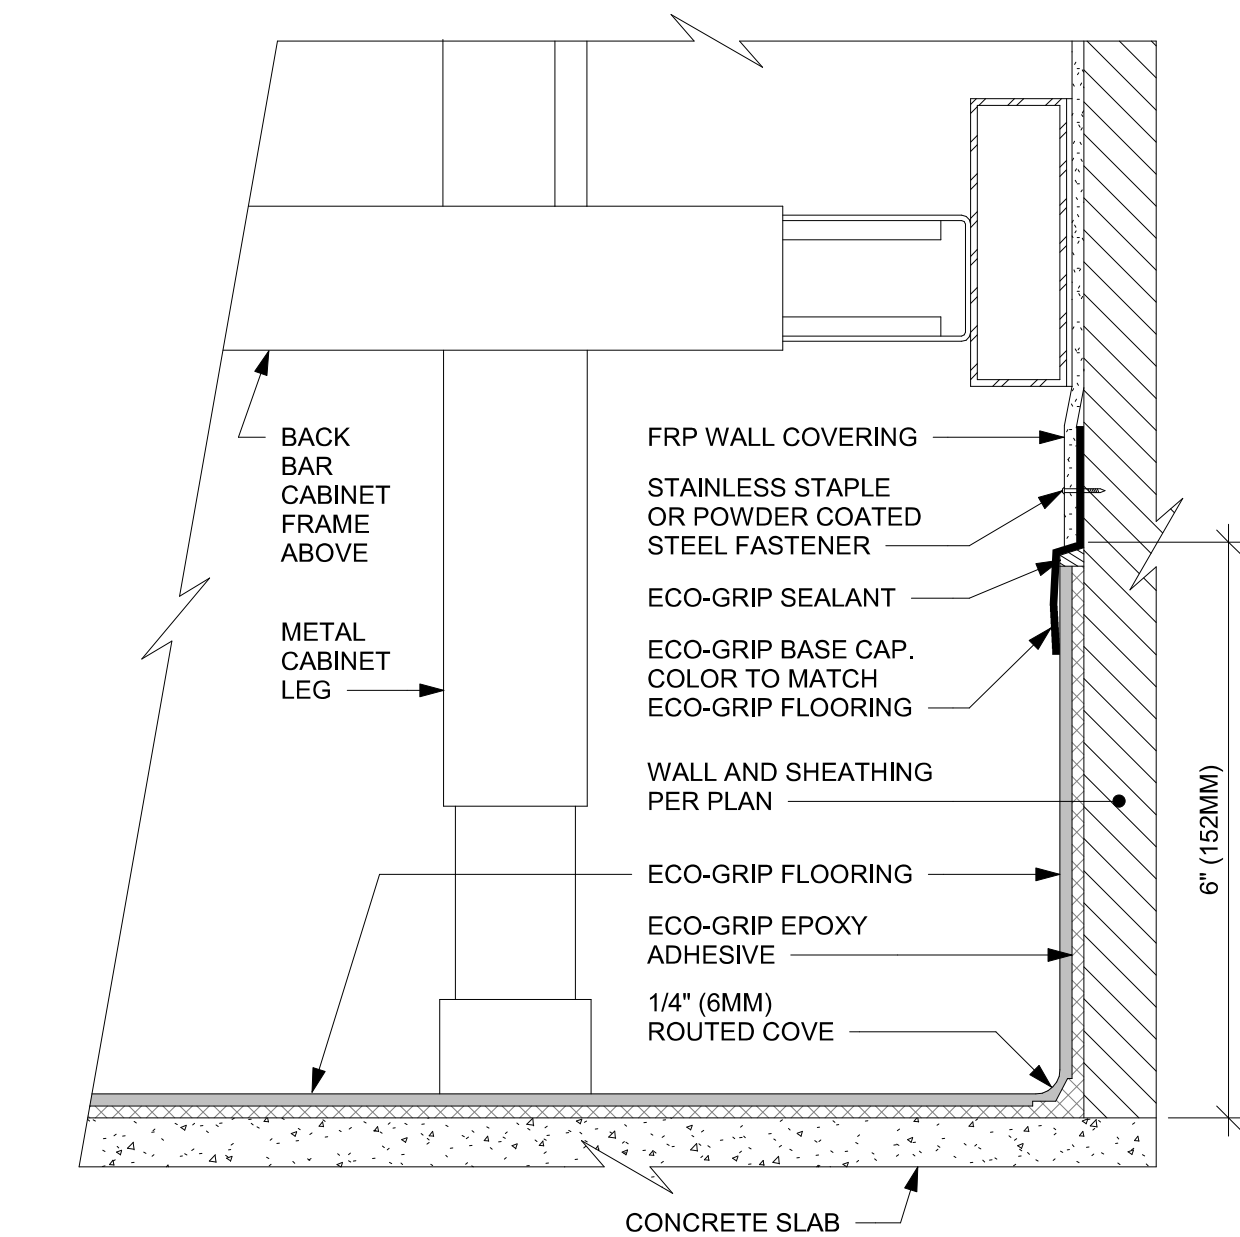 BACK
BAR
CABINET
FRAME
ABOVE
METAL
CABINET
LEG
FRP WALL COVERING
STAINLESS STAPLE
OR POWDER COATED
STEEL FASTENER
ECO-GRIP SEALANT
ECO-GRIP BASE CAP.
COLOR TO MATCH
ECO-GRIP FLOORING
WALL AND SHEATHING
PER PLAN
ECO-GRIP FLOORING
ECO-GRIP EPOXY
ADHESIVE
1/4" (6MM)
ROUTED COVE
6" (152MM)
CONCRETE SLAB